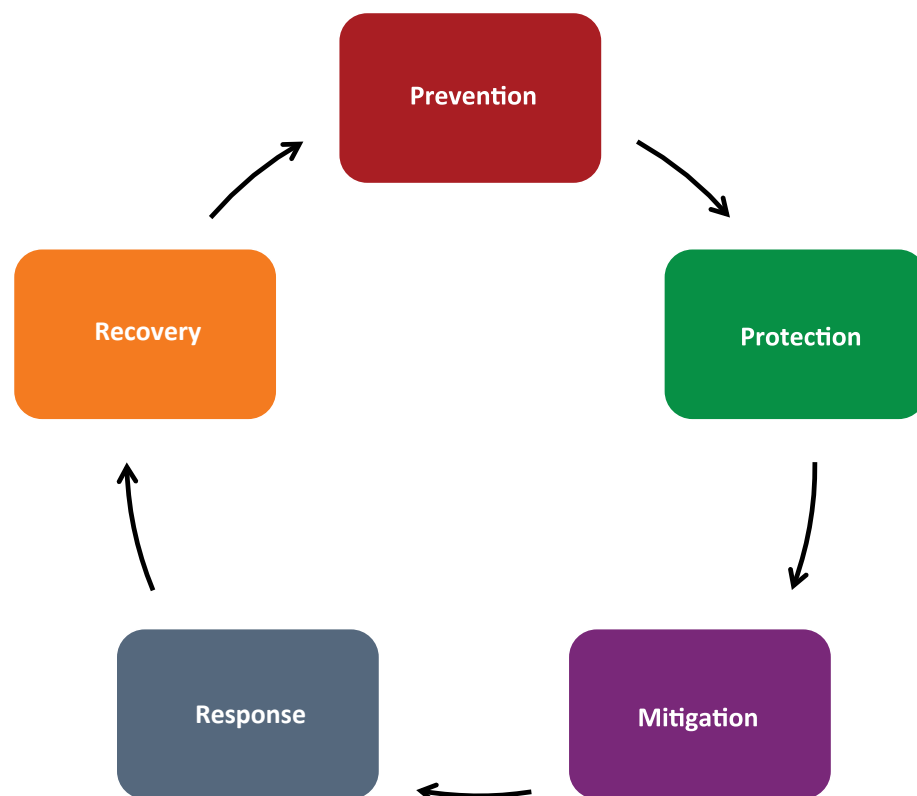 Prevention
Protection
Mitigation
Response
Recovery